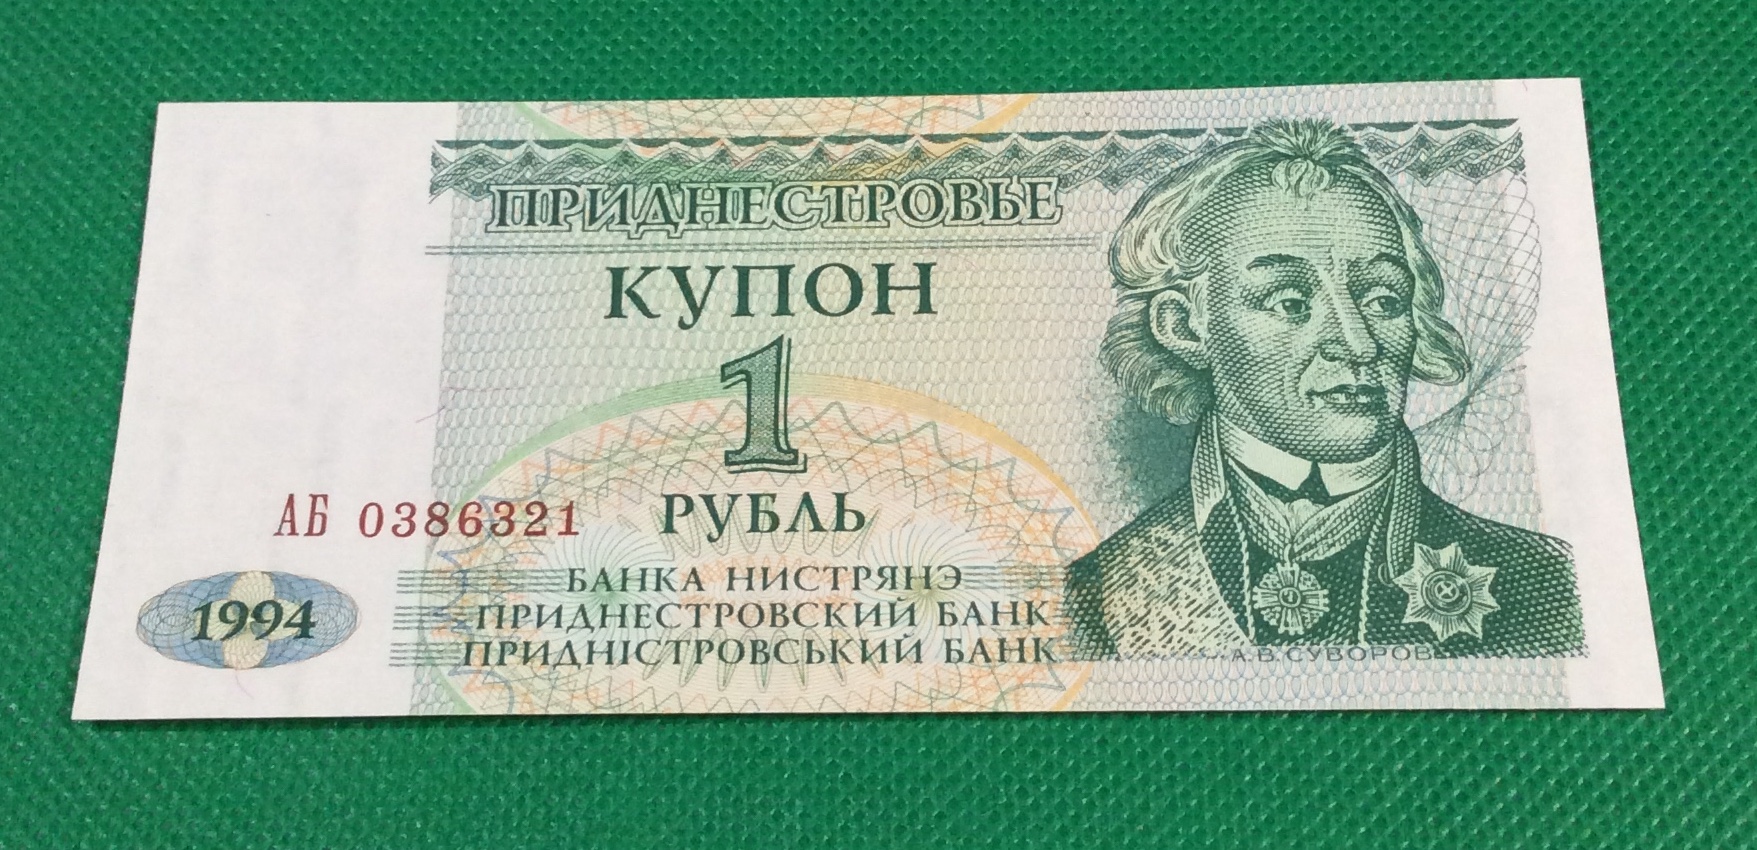 ПРИДНЕСТРОВЬЕ
КУПОН
1
РУБЛЬ
АБ 0386321
БАНКА НИСТРЯНЭ
1994
ПРИДНЕСТРОВСКИЙ БАНК
ПРИДНІСТРОВСЬКИЙ БАНК
А.В.СУВОРОВ